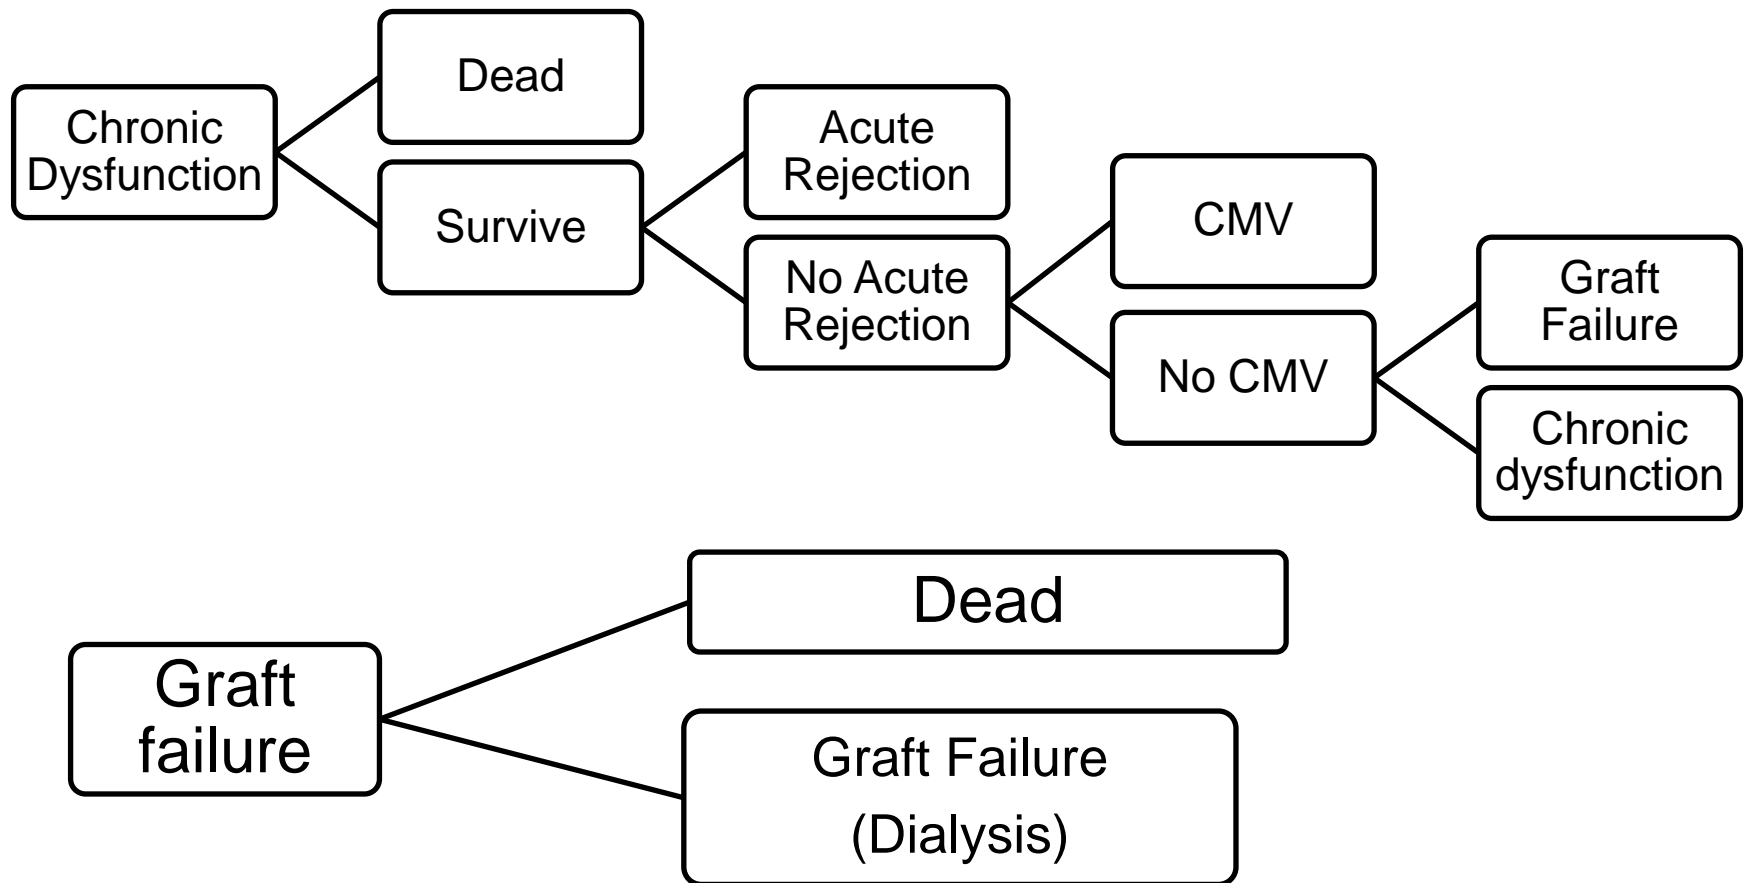 Chronic
Dysfunction
Dead
Survive
Acute
Rejection
No Acute
Rejection
CMV
No CMV
Graft
Failure
Chronic
dysfunction
Graft
failure
Dead
Graft Failure
(Dialysis)